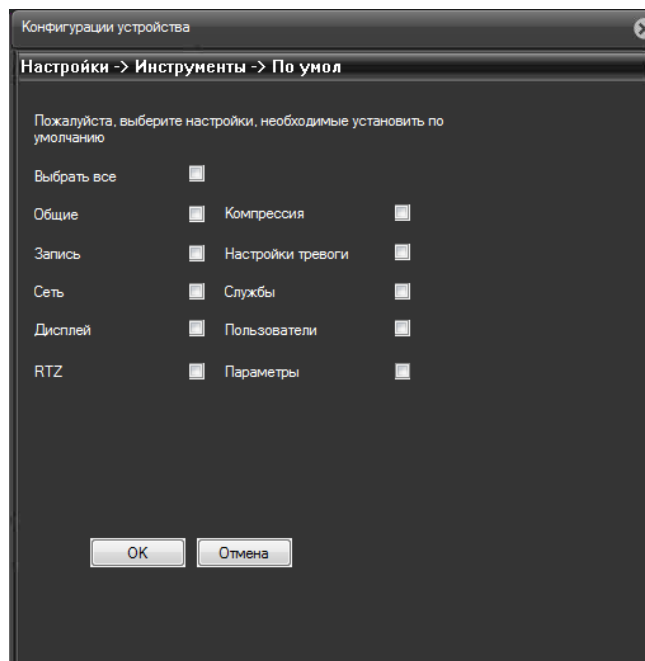 Конфигурации устройства
Настройки -> Инструменты -> По умол
Пожалуйста, выберите настройки, необходимые установить по
умолчанию
Выбрать все
Общие Компрессия
Запись Настройки тревоги
Сеть Службы
Дисплей Пользователи
RTZ Параметры
OK Отмена